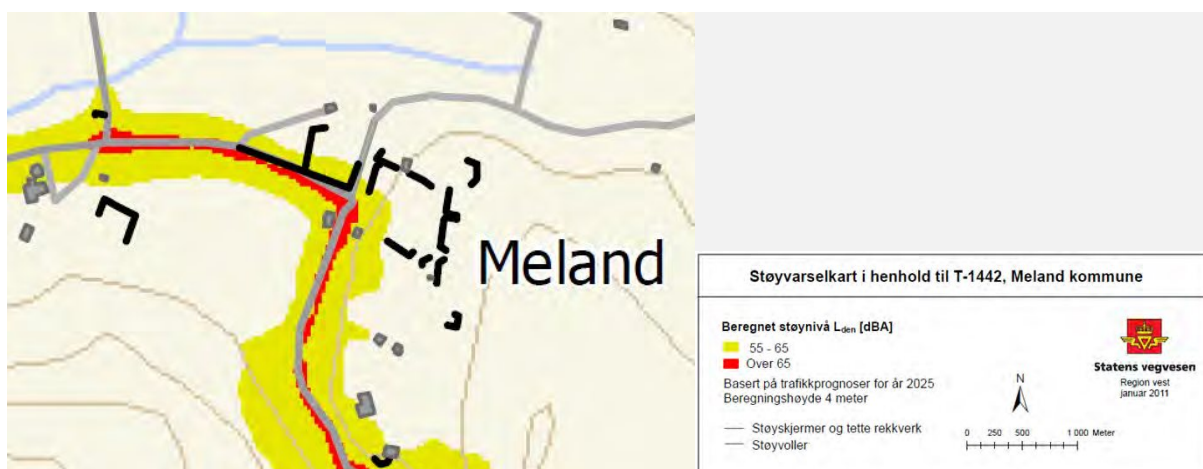 Meland
Støyvarselkart i henhold til T-1442, Meland kommune
Beregnet støynivå Lden [dBA]
55 - 65
Over 65
Basert på trafikkprognoser for år 2025
Beregningshøyde 4 meter
Støyskjermer og tette rekkverk
Støyvoller
N
0 250 500 1 000 Meter
Statens vegvesen
Region vest
januar 2011